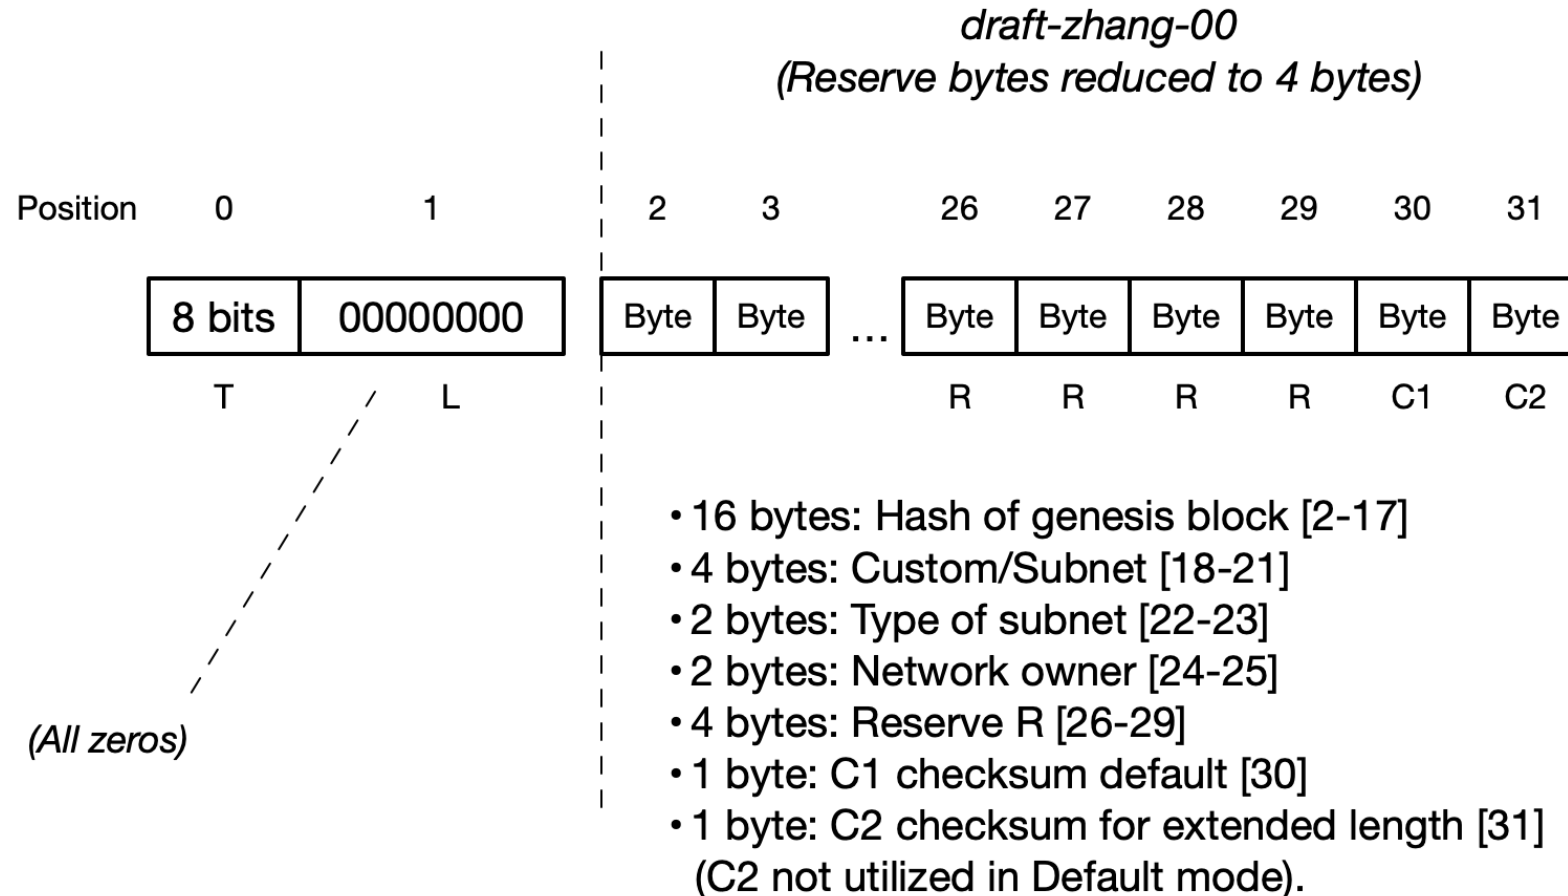 draft-zhang-00
(Reserve bytes reduced to 4 bytes)
Position 0 1 2 3 26 27 28 29 30 31
8 bits 00000000 Byte Byte ... Byte Byte Byte Byte Byte Byte
T L R R R R C1 C2
• 16 bytes: Hash of genesis block [2-17]
• 4 bytes: Custom/Subnet [18-21]
• 2 bytes: Type of subnet [22-23]
• 2 bytes: Network owner [24-25]
• 4 bytes: Reserve R [26-29]
(All zeros)
• 1 byte: C1 checksum default [30]
• 1 byte: C2 checksum for extended length [31]
(C2 not utilized in Default mode).